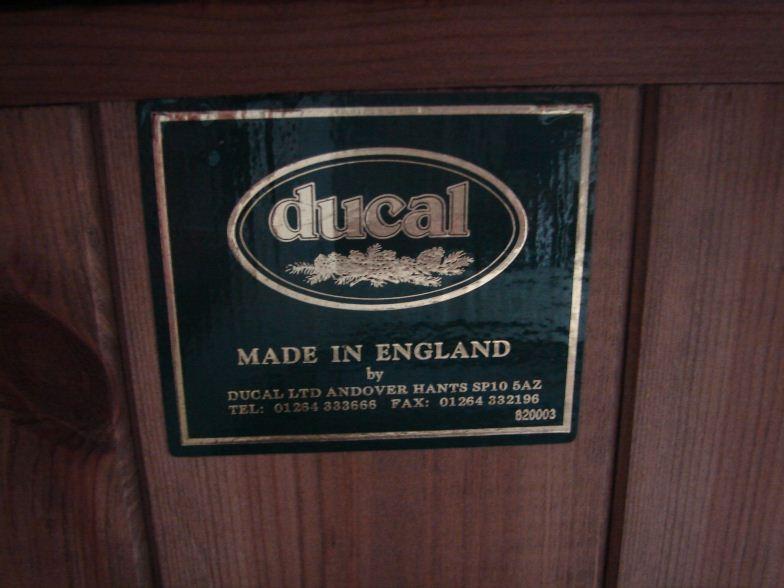 ducal
MADE IN ENGLAND
by
DUCAL LTD ANDOVER HANTS SP10 5AZ
TEL: 01264 333666 FAX: 01264 332196
820003